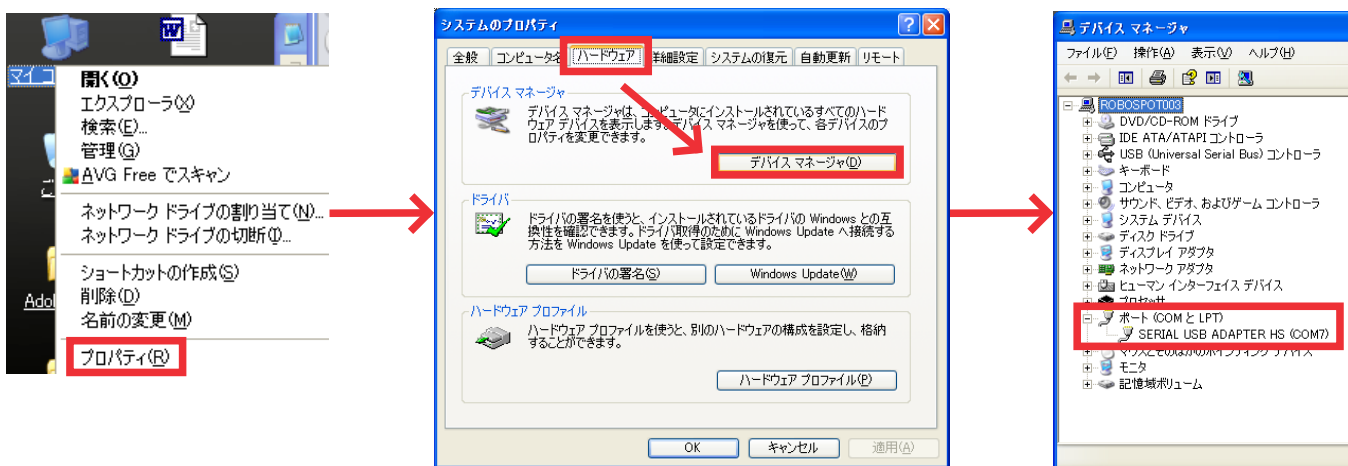 マイ コ
開く(O)
エクスプローラ(X)
検索(E)...
管理(G)
AVG Free でスキャン
ネットワーク ドライブの割り当て(N)...
ネットワーク ドライブの切断(I)...
ショートカットの作成(S)
削除(D)
名前の変更(M)
プロパティ(R)
Adol
システムのプロパティ
全般 コンピュータ名 ハードウェア 詳細設定 システムの復元 自動更新 リモート
デバイス マネージャ
デバイス マネージャは、コンピュータにインストールされているすべてのハード
ウェア デバイスを表示します。デバイス マネージャを使って、各デバイスのプ
ロパティを変更できます。
デバイス マネージャ(D)
ドライバ
ドライバの署名を使うと、インストールされているドライバの Windows との互
換性を確認できます。ドライバ取得のために Windows Update へ接続する
方法を Windows Update を使って設定できます。
ドライバの署名(S) Windows Update(W)
ハードウェア プロファイル
ハードウェア プロファイルを使うと、別のハードウェアの構成を設定し、格納
することができます。
ハードウェア プロファイル(P)
OK キャンセル 適用(A)
デバイス マネージャ
ファイル(F) 操作(A) 表示(V) ヘルプ(H)
ROBOSPOT003
DVD/CD-ROM ドライブ
IDE ATA/ATAPI コントローラ
USB (Universal Serial Bus) コントローラ
キーボード
コンピュータ
サウンド、ビデオ、およびゲーム コントローラ
システム デバイス
ディスク ドライブ
ディスプレイ アダプタ
ネットワーク アダプタ
ヒューマン インターフェイス デバイス
プロセッサ
ポート (COM と LPT)
SERIAL USB ADAPTER HS (COM7)
マウスとそのほかのポインティング デバイス
モニタ
記憶域ボリューム